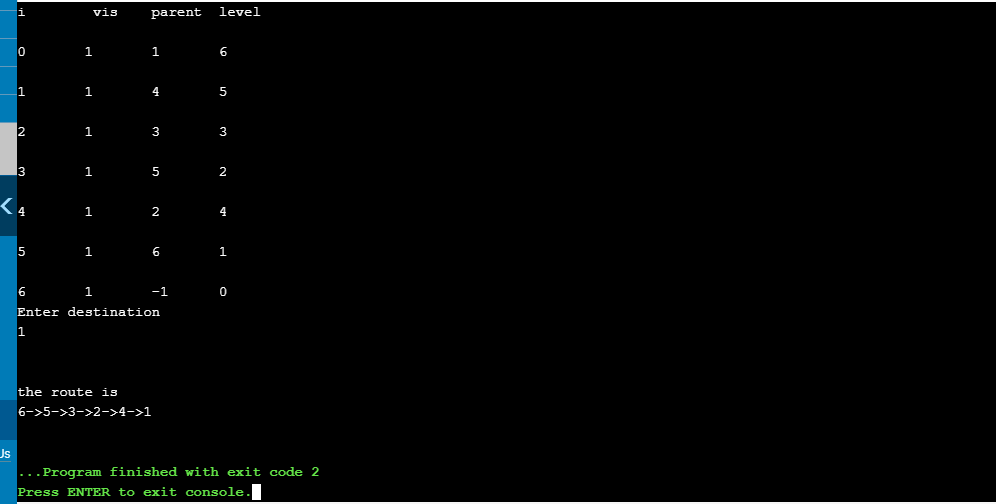 i vis parent level
0 1 1 6
1 1 4 5
2 1 3 3
3 1 5 2
4 1 2 4
5 1 6 1
6 1 -1 0
Enter destination
1
the route is
6->5->3->2->4->1
Js
...Program finished with exit code 2
Press ENTER to exit console.